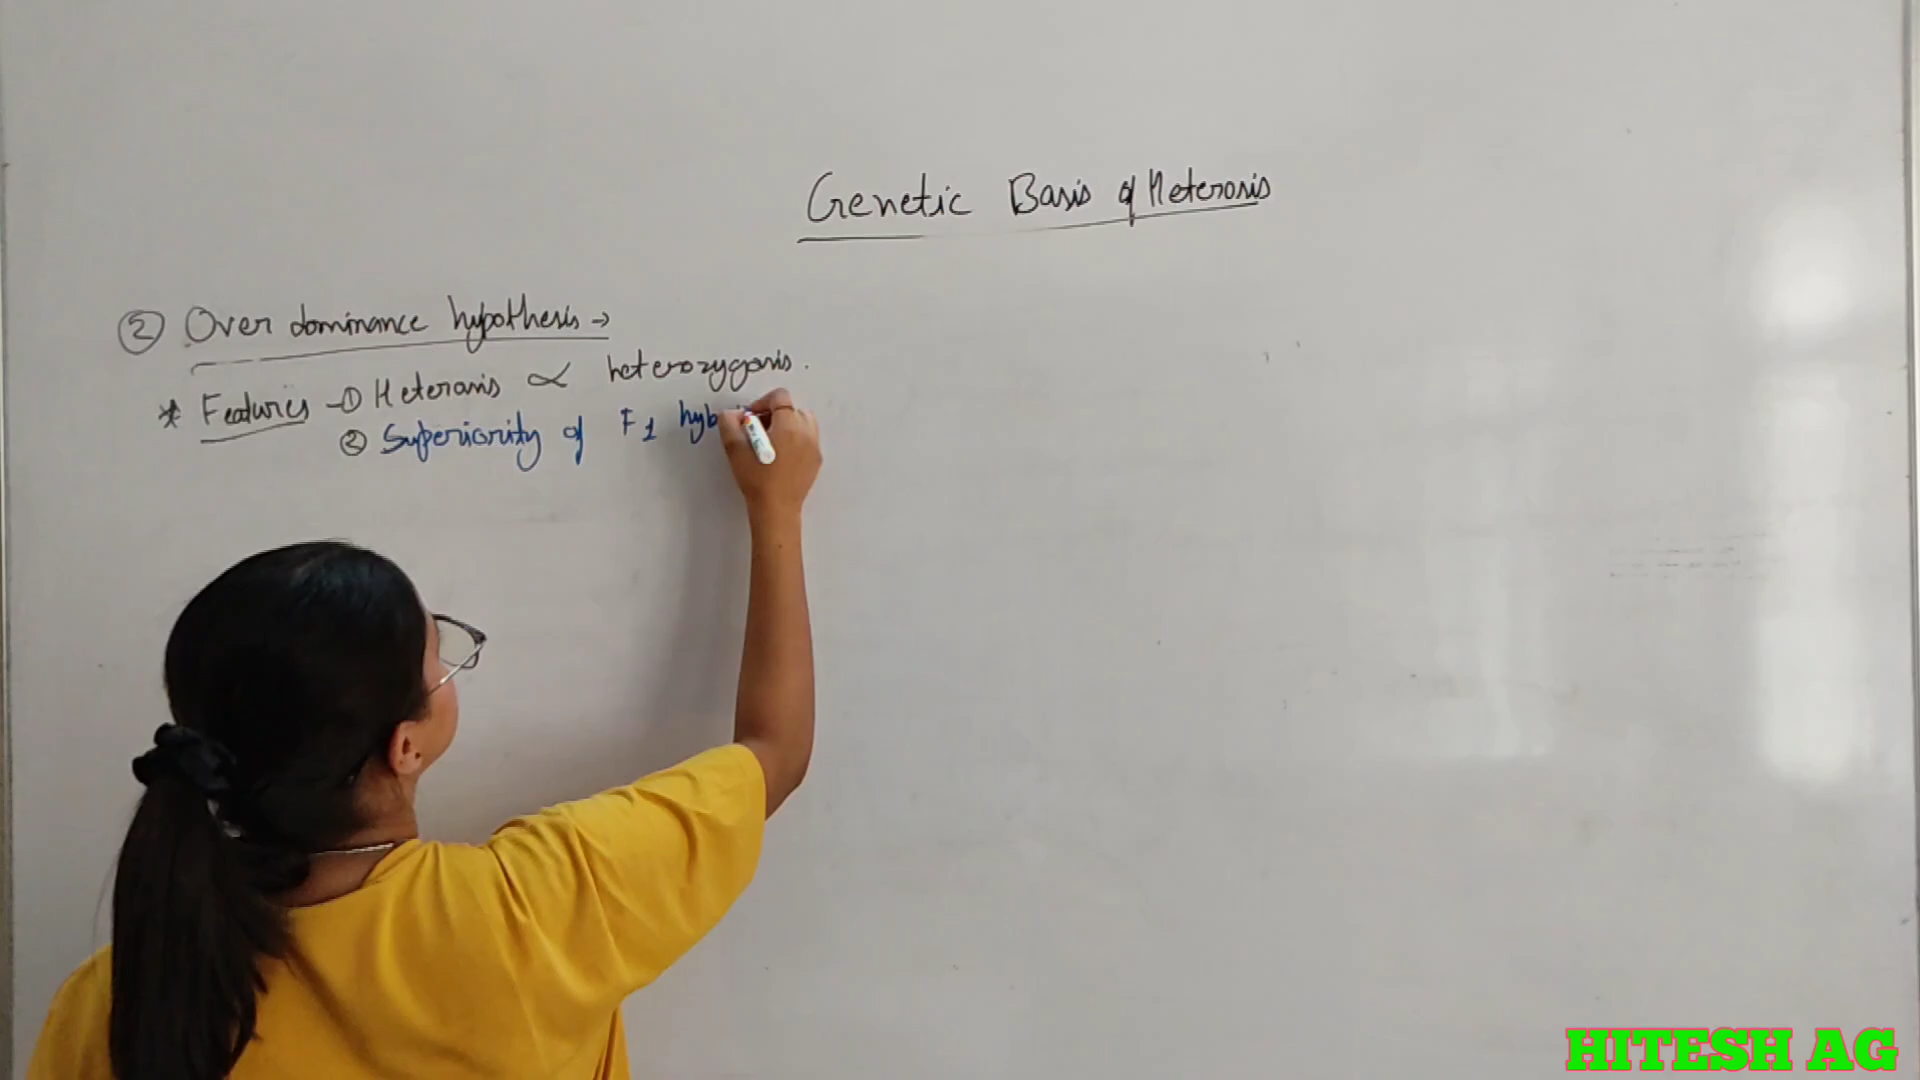 Genetic Basis of Heterosis
② Over dominance hypothesis →
* Features - ① Heterosis ∝ heterozygosis.
② Superiority of F1 hyb
HITESH AG